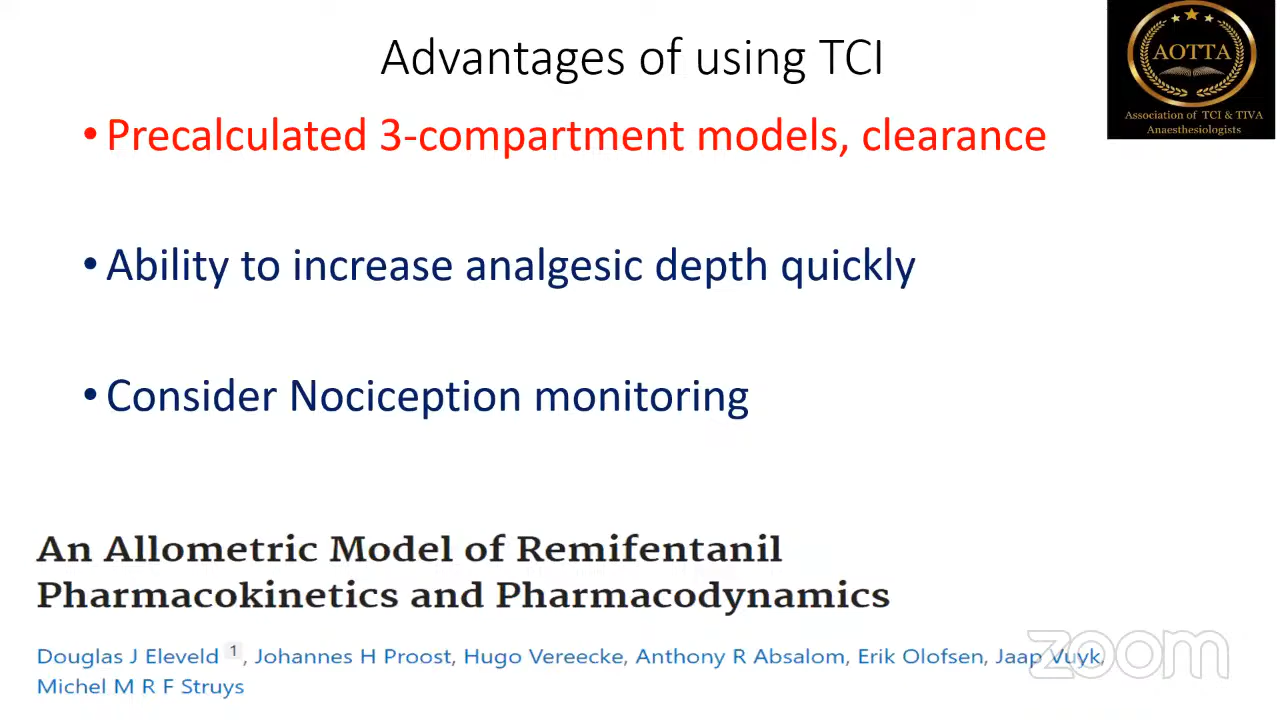 Advantages of using TCI
AOTTA
Association of TCI & TIVA
Anaesthesiologists
•Precalculated 3-compartment models, clearance
•Ability to increase analgesic depth quickly
•Consider Nociception monitoring
An Allometric Model of Remifentanil
Pharmacokinetics and Pharmacodynamics
Douglas J Eleveld 1, Johannes H Proost, Hugo Vereecke, Anthony R Absalom, Erik Olofsen, Jaap Vuyk,
Michel M R F Struys
zoom